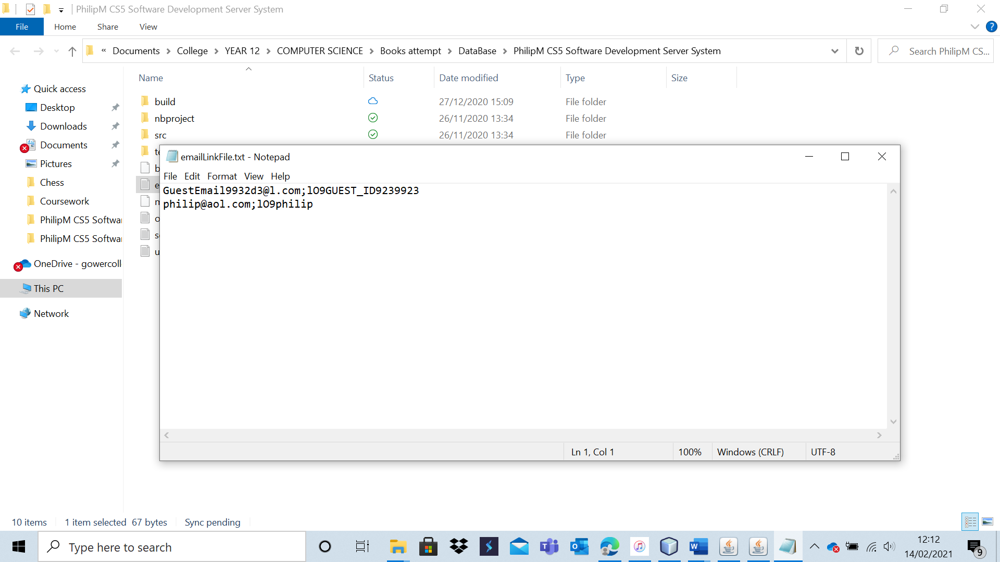 PhilipM CS5 Software Development Server System
File Home Share View
« Documents > College > YEAR 12 > COMPUTER SCIENCE > Books attempt > DataBase > PhilipM CS5 Software Development Server System
Search PhilipM CS...
Name Status Date modified Type Size
Quick access
Desktop
Downloads
Documents
Pictures
Chess
Coursework
PhilipM CS5 Softwa
PhilipM CS5 Softwa
OneDrive - gowercoll
This PC
Network
build 27/12/2020 15:09 File folder
nbproject 26/11/2020 13:34 File folder
src 26/11/2020 13:34 File folder
emailLinkFile.txt - Notepad
File Edit Format View Help
GuestEmail9932d3@l.com;lO9GUEST_ID9239923
philip@aol.com;lO9philip
Ln 1, Col 1 100% Windows (CRLF) UTF-8
10 items 1 item selected 67 bytes Sync pending
Type here to search
12:12
14/02/2021
9